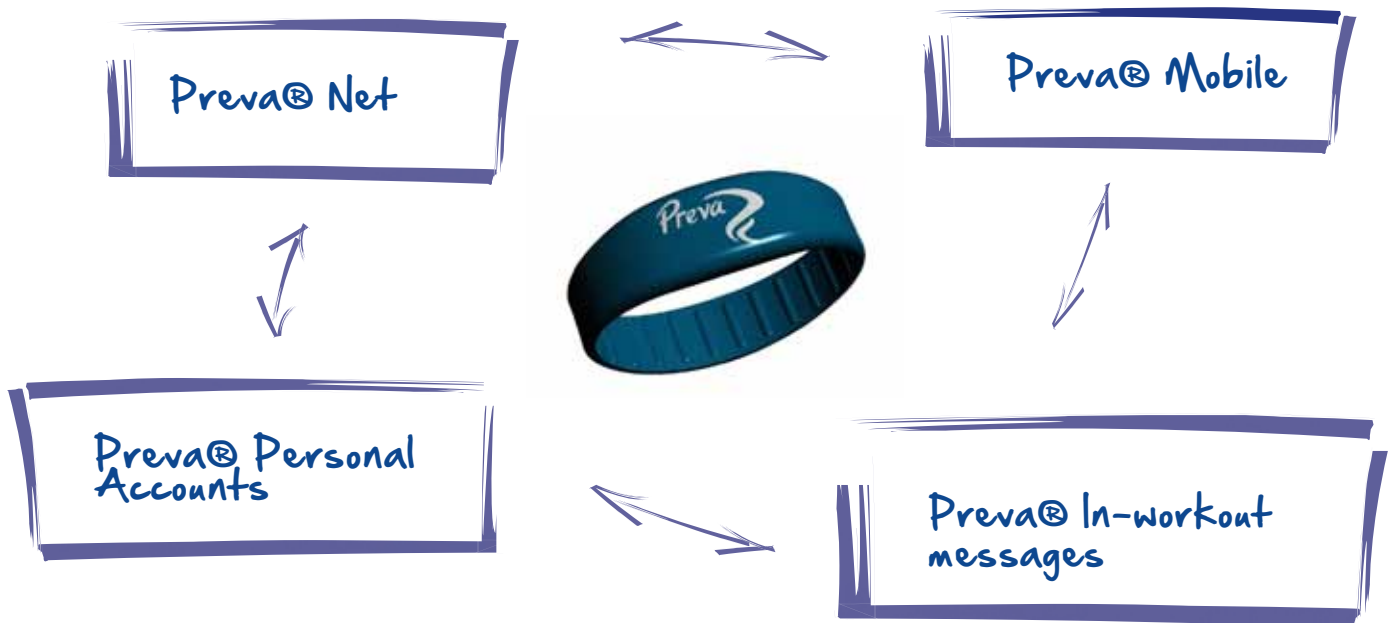 Preva® Net
Preva® Mobile
Preva
Preva® Personal
Accounts
Preva® In-workout
messages